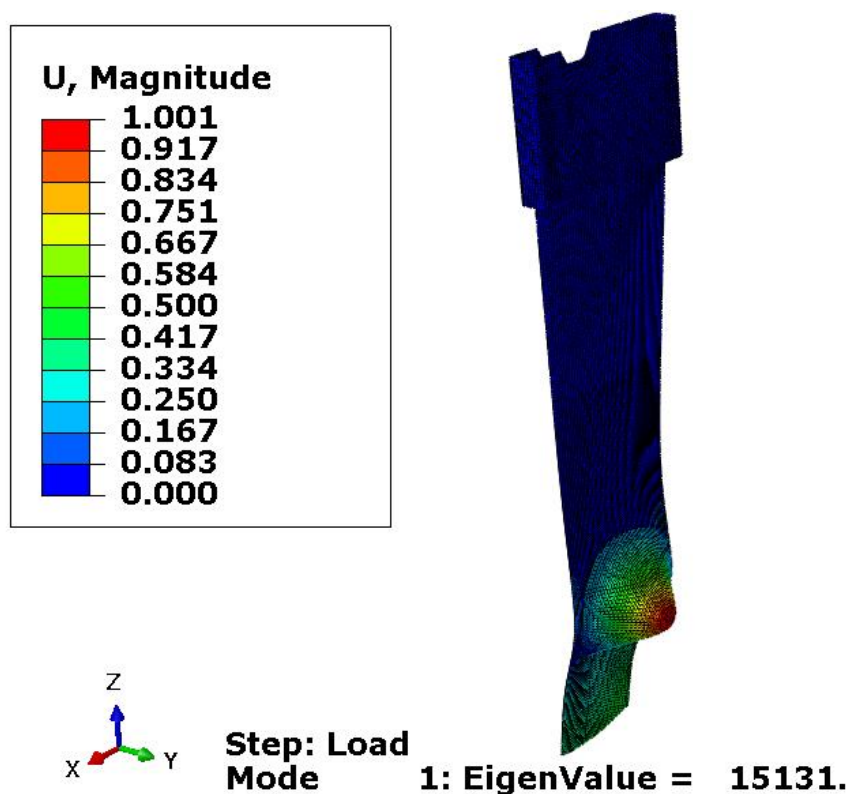 U, Magnitude
1.001
0.917
0.834
0.751
0.667
0.584
0.500
0.417
0.334
0.250
0.167
0.083
0.000
Z
X
Y
Step: Load
Mode 1: EigenValue = 15131.